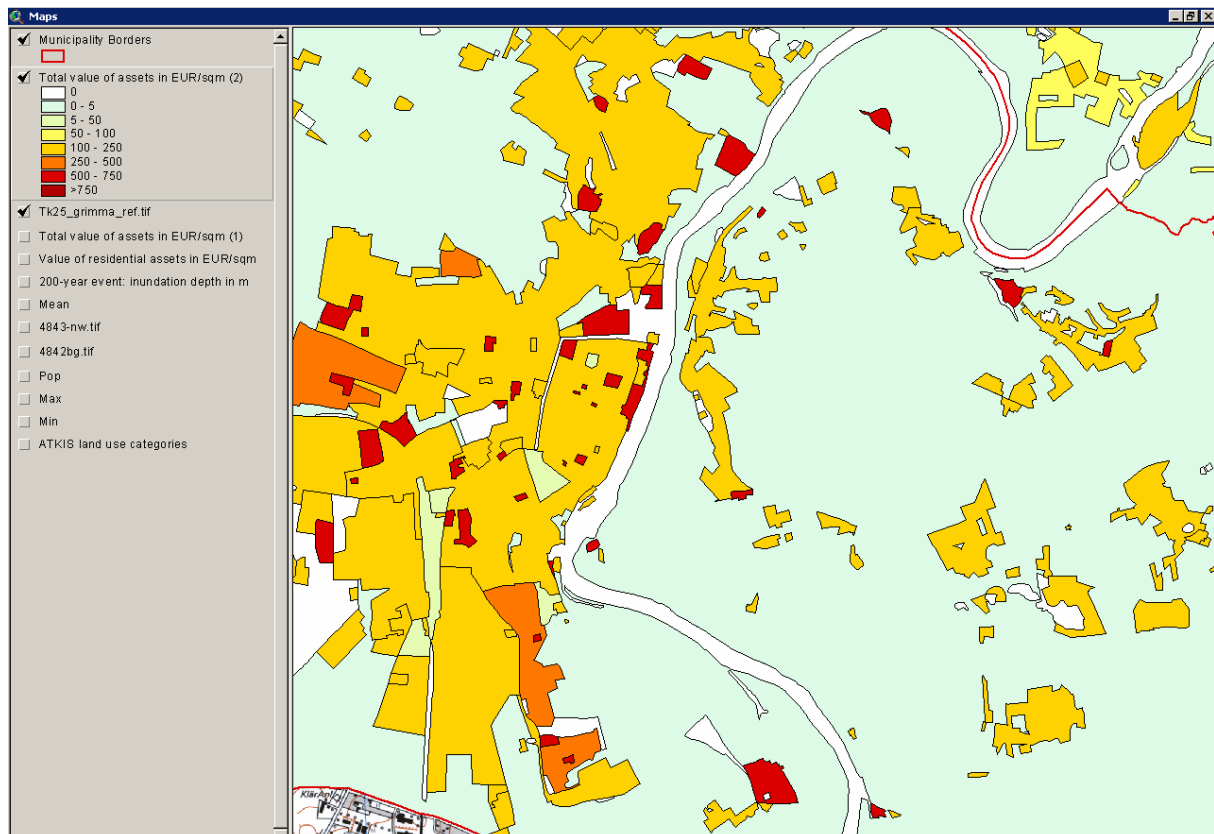 Maps
Municipality Borders
Total value of assets in EUR/sqm (2)
0
0 - 5
5 - 50
50 - 100
100 - 250
250 - 500
500 - 750
>750
Tk25_grimma_ref.tif
Total value of assets in EUR/sqm (1)
Value of residential assets in EUR/sqm
200-year event: inundation depth in m
Mean
4843-nw.tif
4842bg.tif
Pop
Max
Min
ATKIS land use categories